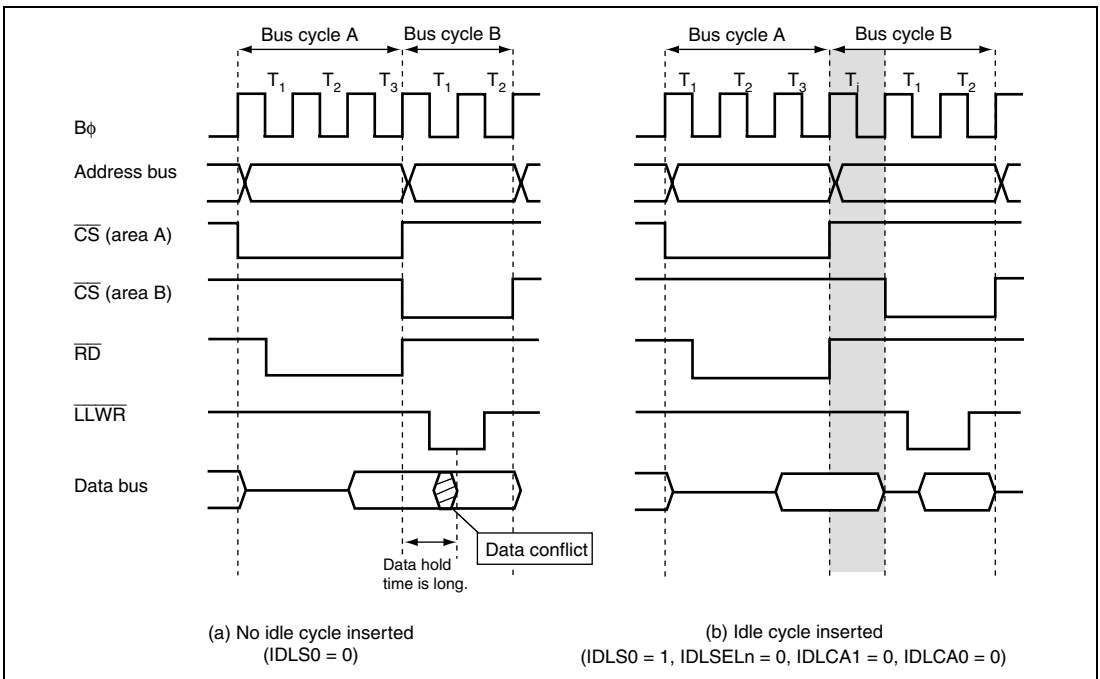 Bus cycle A Bus cycle B Bus cycle A Bus cycle B
T1 T2 T3 T1 T2 T1 T2 T3 Ti T1 T2
Bφ
Address bus
CS (area A)
CS (area B)
RD
LLWR
Data bus
Data conflict
Data hold
time is long.
(a) No idle cycle inserted
(IDLS0 = 0)
(b) Idle cycle inserted
(IDLS0 = 1, IDLSELn = 0, IDLCA1 = 0, IDLCA0 = 0)